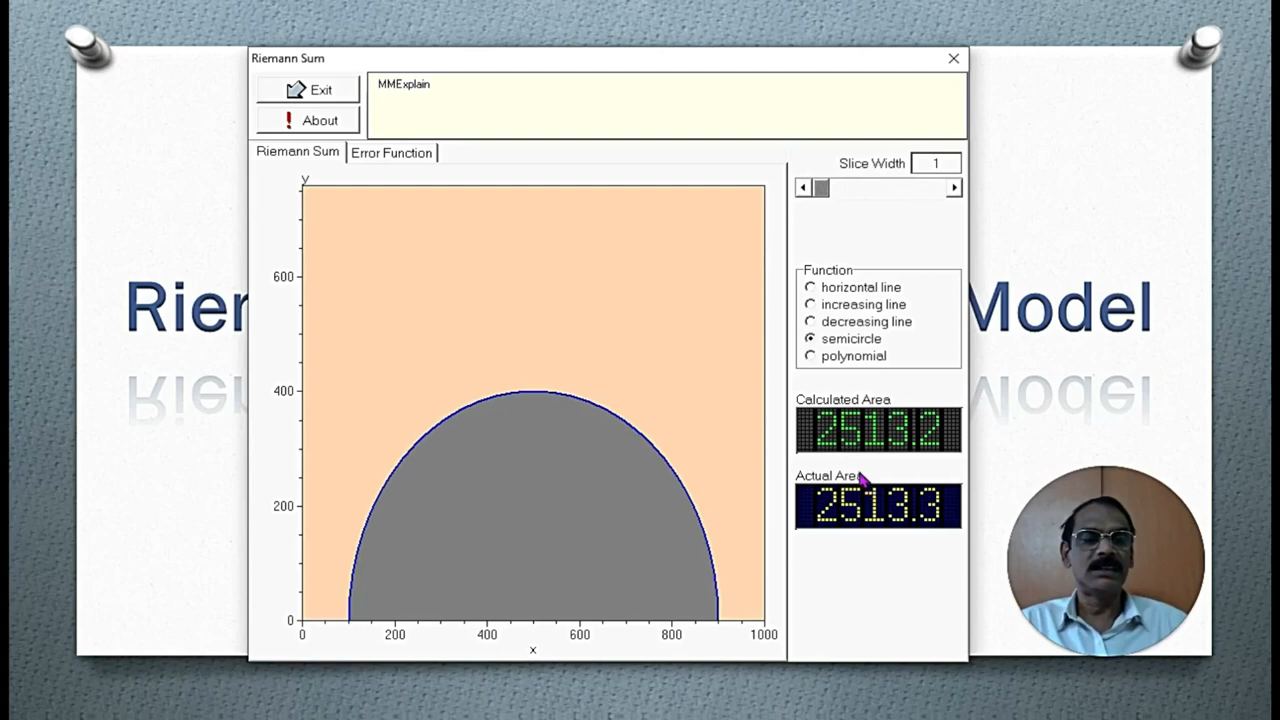 Riemann Sum
Exit
MMExplain
About
Riemann Sum
Error Function
Slice Width 1
y
600
400
200
0
0 200 400 600 800 1000
x
Function
horizontal line
increasing line
decreasing line
semicircle
polynomial
Calculated Area
2513.2
Actual Area
2513.3
Rier
Model